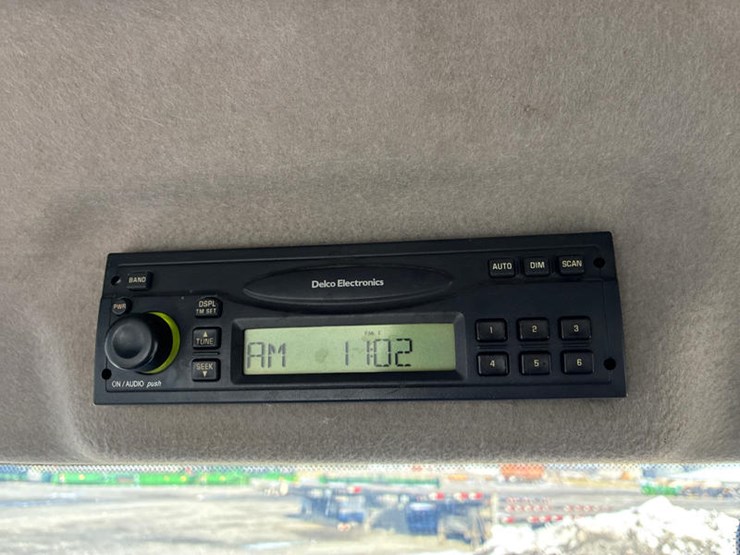 BAND
Delco Electronics
AUTO DIM SCAN
PWR
DSPL
TM SET
TUNE
SEEK
AM 1102
1 2 3
4 5 6
ON / AUDIO push